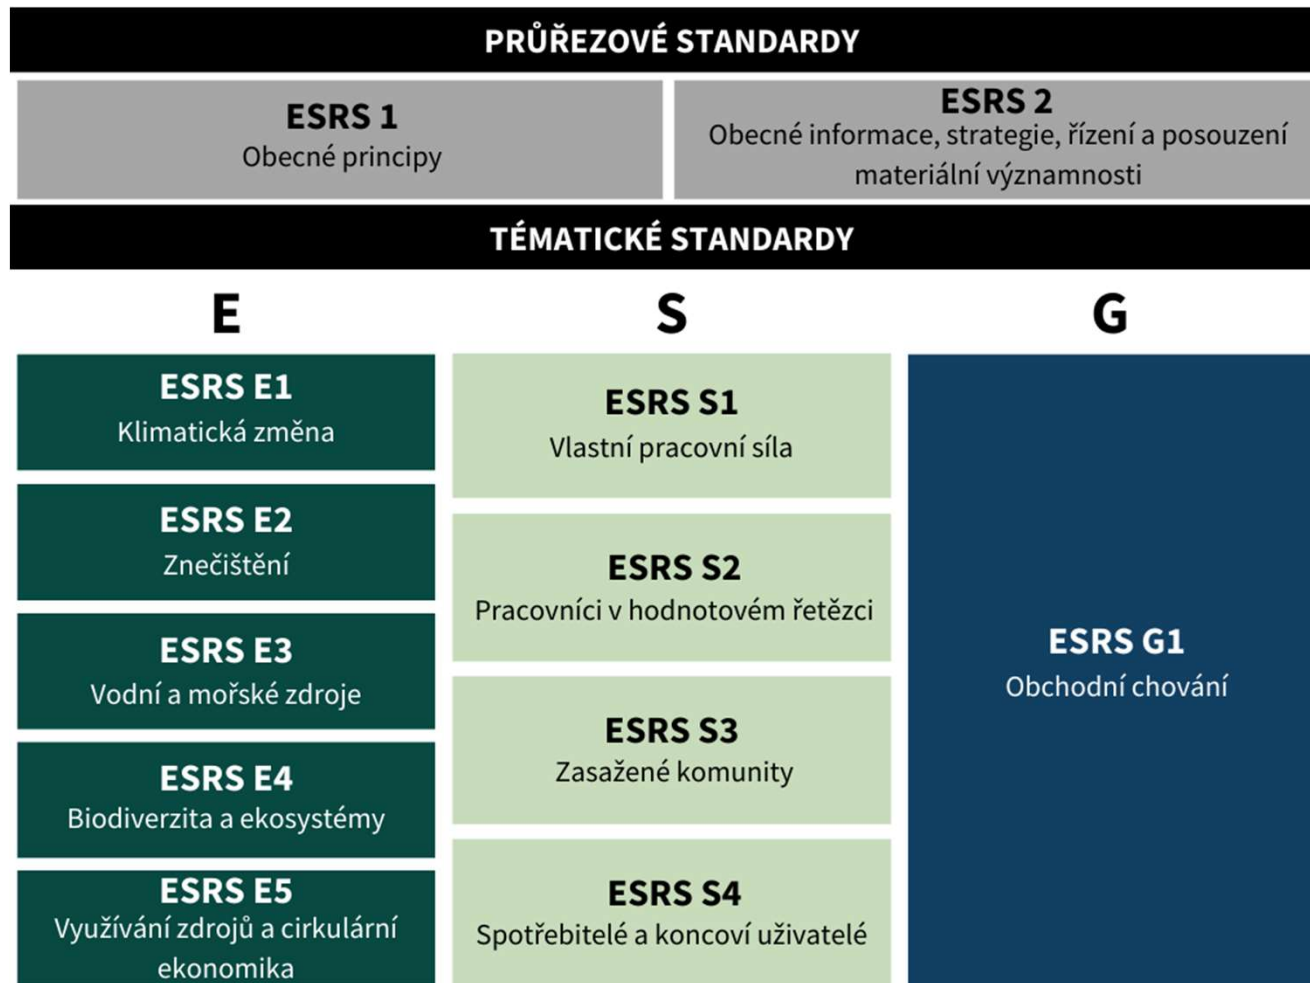 PRŮŘEZOVÉ STANDARDY
ESRS 1
Obecné principy
ESRS 2
Obecné informace, strategie, řízení a posouzení
materiální významnosti
TÉMATICKÉ STANDARDY
E
ESRS E1
Klimatická změna
ESRS E2
Znečištění
ESRS E3
Vodní a mořské zdroje
ESRS E4
Biodiverzita a ekosystémy
ESRS E5
Využívání zdrojů a cirkulární
ekonomika
S
ESRS S1
Vlastní pracovní síla
ESRS S2
Pracovníci v hodnotovém řetězci
ESRS S3
Zasažené komunity
ESRS S4
Spotřebitelé a koncoví uživatelé
G
ESRS G1
Obchodní chování